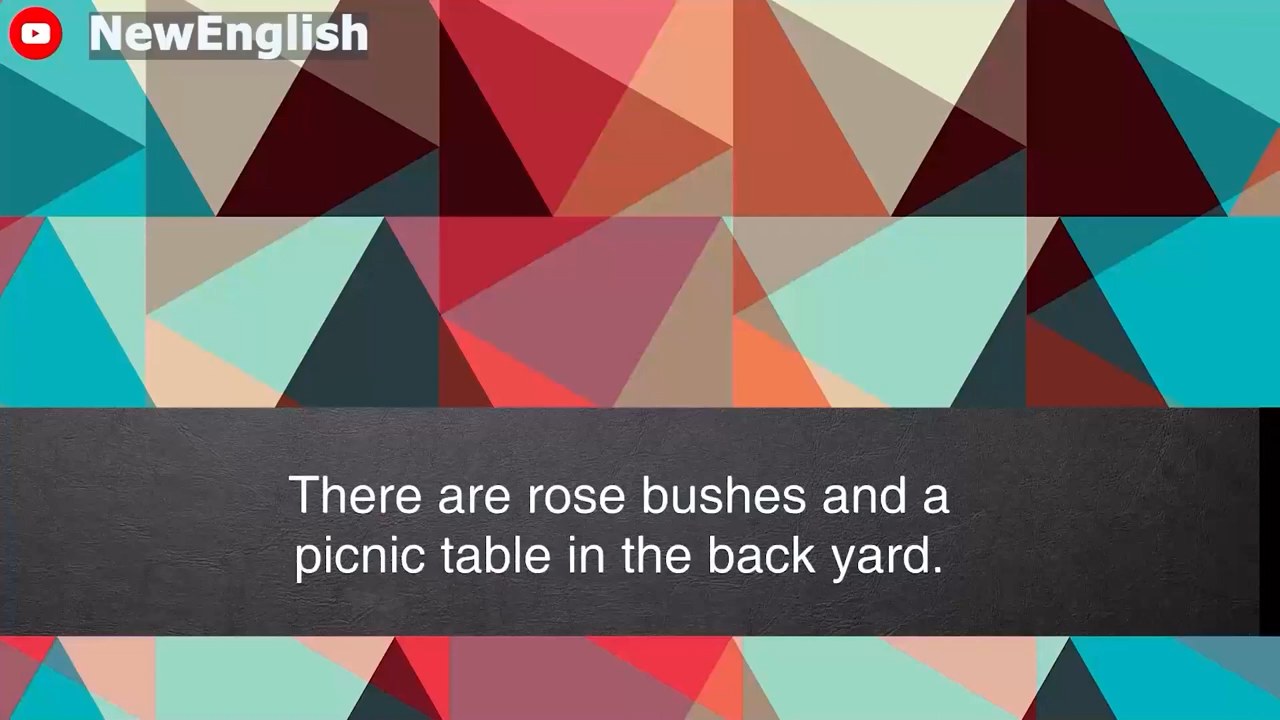 NewEnglish
There are rose bushes and a
picnic table in the back yard.